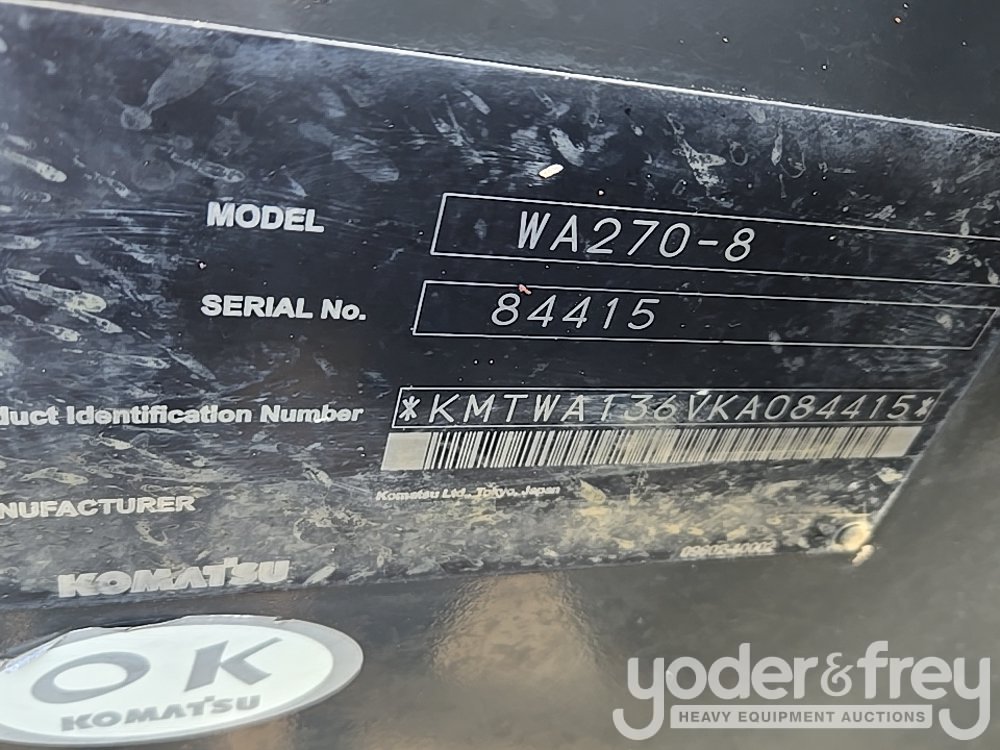 MODEL WA270-8
SERIAL No. 84415
duct Identification Number *KMTWA136VKA084415*
NUFACTURER Komatsu Ltd., Tokyo, Japan
KOMATSU
OK
KOMATSU
yoder&frey
HEAVY EQUIPMENT AUCTIONS